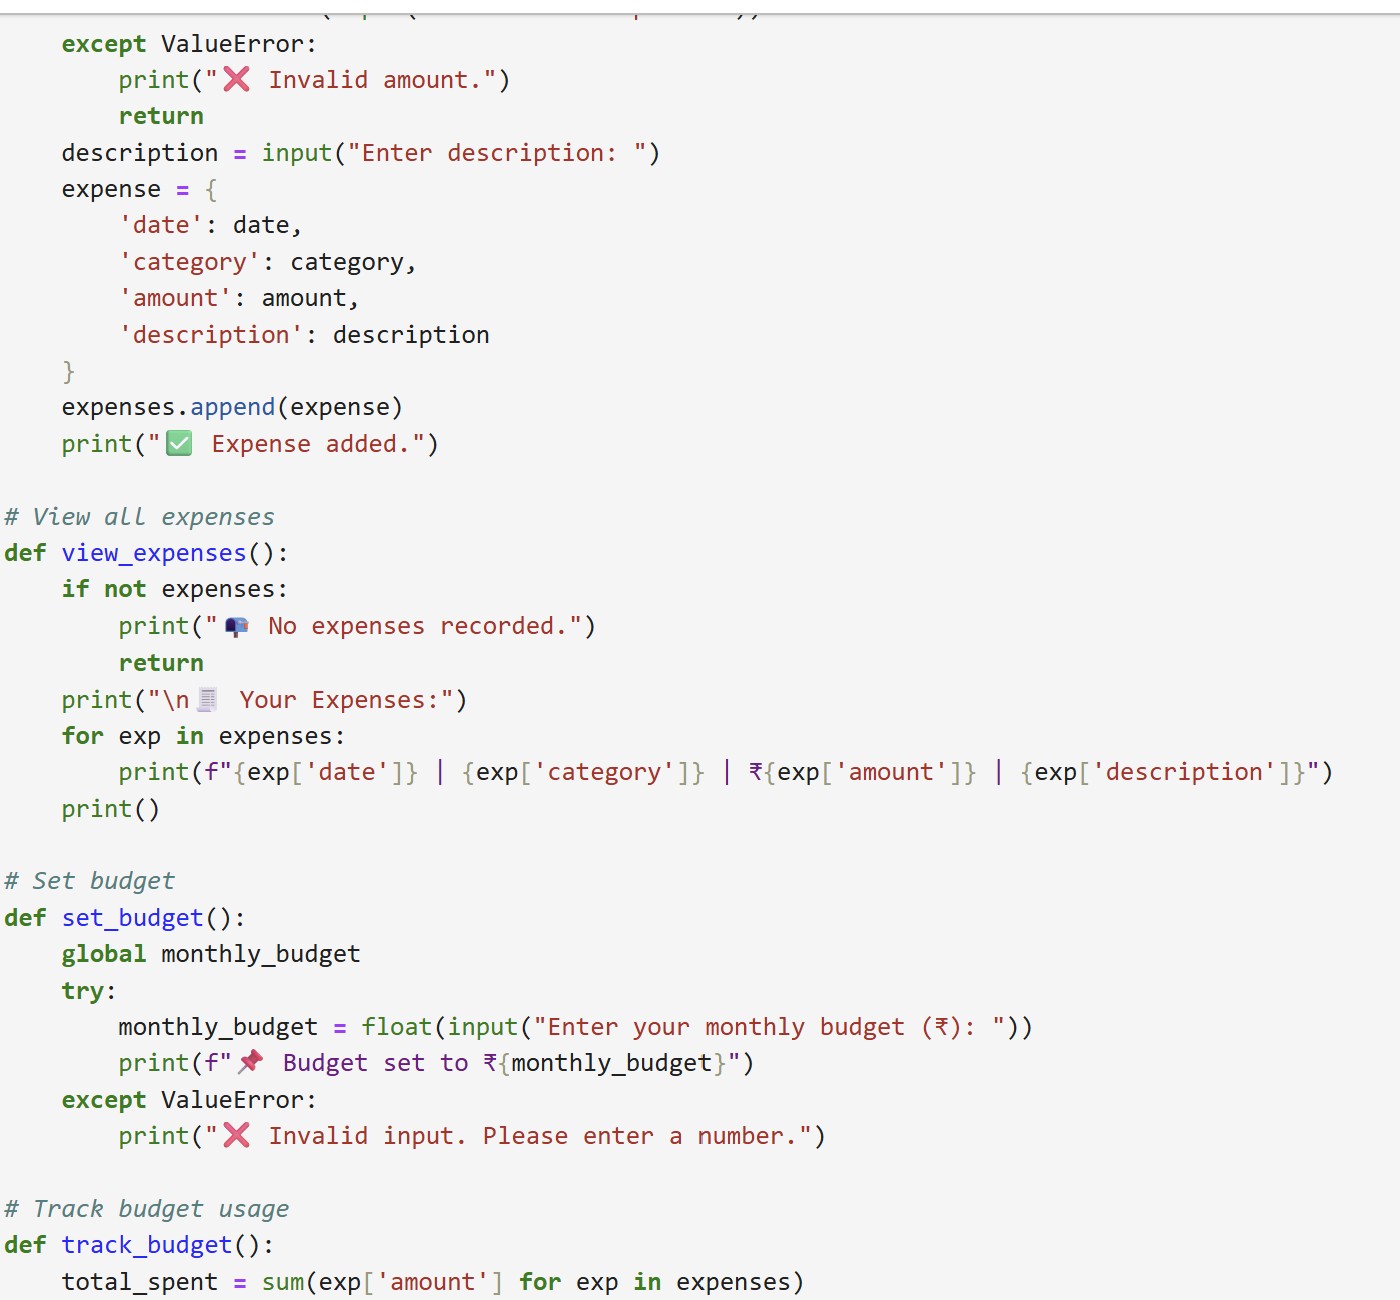 except ValueError:
        print("❌ Invalid amount.")
        return
    description = input("Enter description: ")
    expense = {
        'date': date,
        'category': category,
        'amount': amount,
        'description': description
    }
    expenses.append(expense)
    print("✅ Expense added.")

# View all expenses
def view_expenses():
    if not expenses:
        print("📭 No expenses recorded.")
        return
    print("\n🧾 Your Expenses:")
    for exp in expenses:
        print(f"{exp['date']} | {exp['category']} | ₹{exp['amount']} | {exp['description']}")
    print()

# Set budget
def set_budget():
    global monthly_budget
    try:
        monthly_budget = float(input("Enter your monthly budget (₹): "))
        print(f"📌 Budget set to ₹{monthly_budget}")
    except ValueError:
        print("❌ Invalid input. Please enter a number.")

# Track budget usage
def track_budget():
    total_spent = sum(exp['amount'] for exp in expenses)